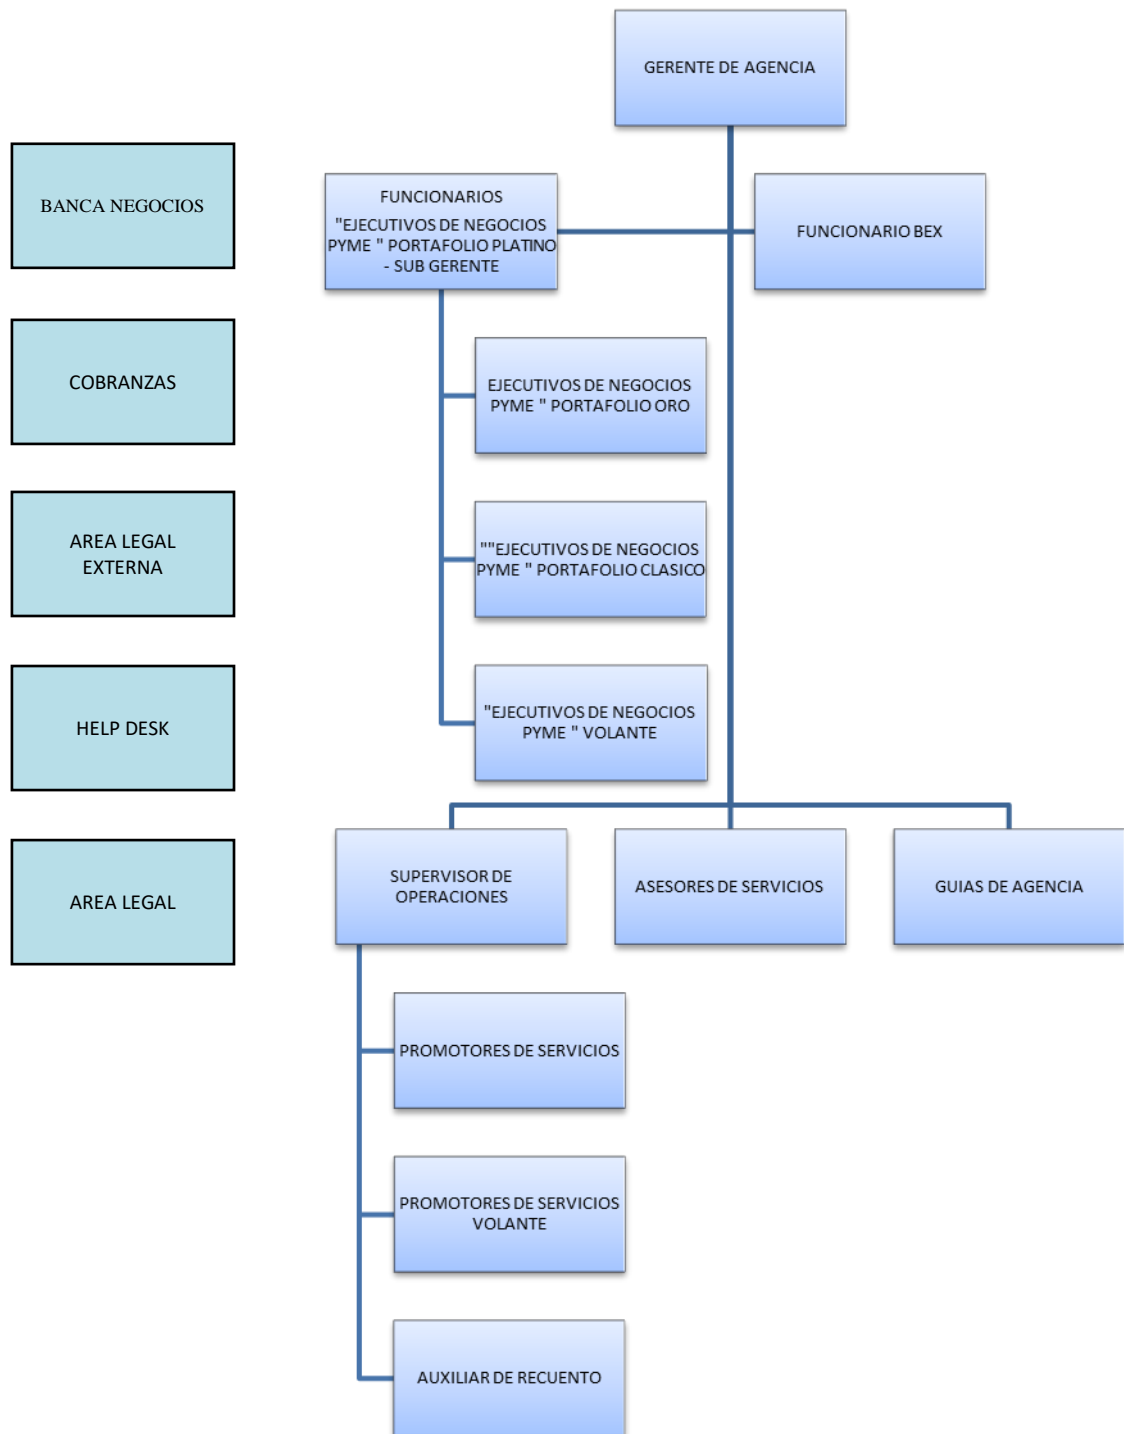 GERENTE DE AGENCIA
BANCA NEGOCIOS
FUNCIONARIOS
"EJECUTIVOS DE NEGOCIOS
PYME " PORTAFOLIO PLATINO
- SUB GERENTE
FUNCIONARIO BEX
COBRANZAS
EJECUTIVOS DE NEGOCIOS
PYME " PORTAFOLIO ORO
AREA LEGAL
EXTERNA
""EJECUTIVOS DE NEGOCIOS
PYME " PORTAFOLIO CLASICO
HELP DESK
"EJECUTIVOS DE NEGOCIOS
PYME " VOLANTE
AREA LEGAL
SUPERVISOR DE
OPERACIONES
ASESORES DE SERVICIOS
GUIAS DE AGENCIA
PROMOTORES DE SERVICIOS
PROMOTORES DE SERVICIOS
VOLANTE
AUXILIAR DE RECUENTO